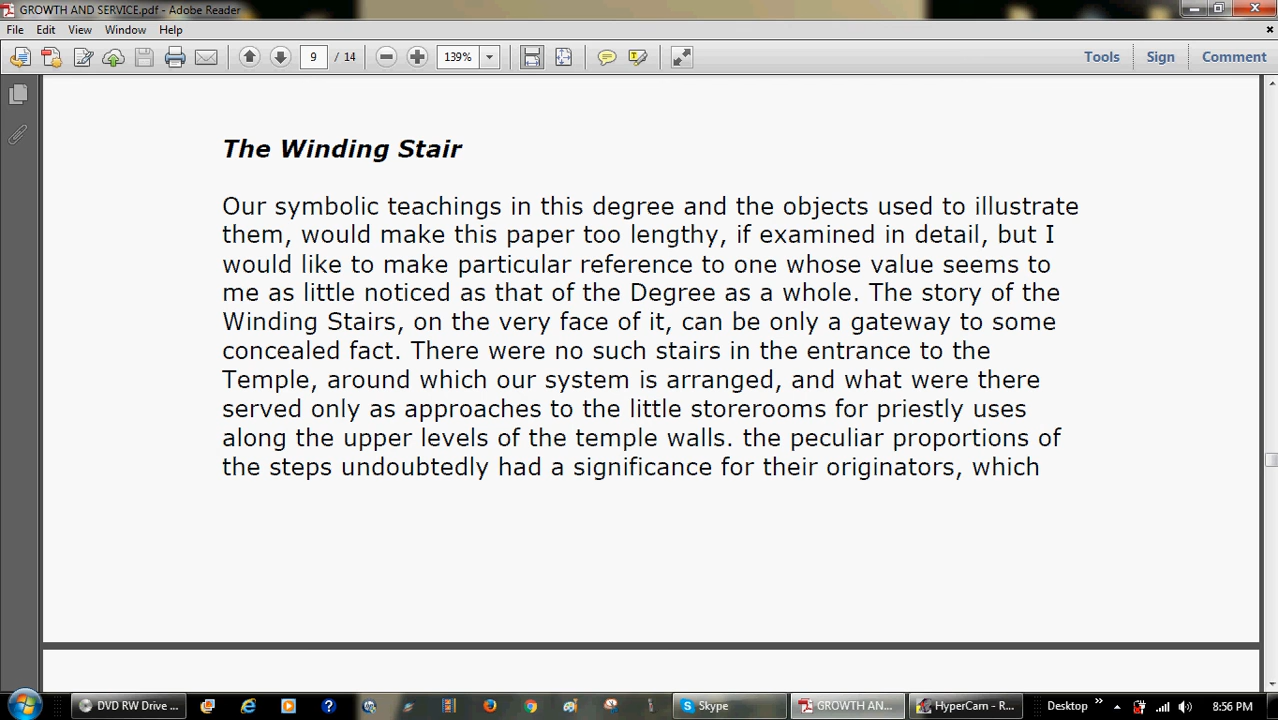 GROWTH AND SERVICE.pdf - Adobe Reader
File Edit View Window Help
9 / 14 139% Tools Sign Comment
The Winding Stair
Our symbolic teachings in this degree and the objects used to illustrate
them, would make this paper too lengthy, if examined in detail, but I
would like to make particular reference to one whose value seems to
me as little noticed as that of the Degree as a whole. The story of the
Winding Stairs, on the very face of it, can be only a gateway to some
concealed fact. There were no such stairs in the entrance to the
Temple, around which our system is arranged, and what were there
served only as approaches to the little storerooms for priestly uses
along the upper levels of the temple walls. the peculiar proportions of
the steps undoubtedly had a significance for their originators, which
DVD RW Drive ... Skype GROWTH AN... HyperCam - R... Desktop 8:56 PM